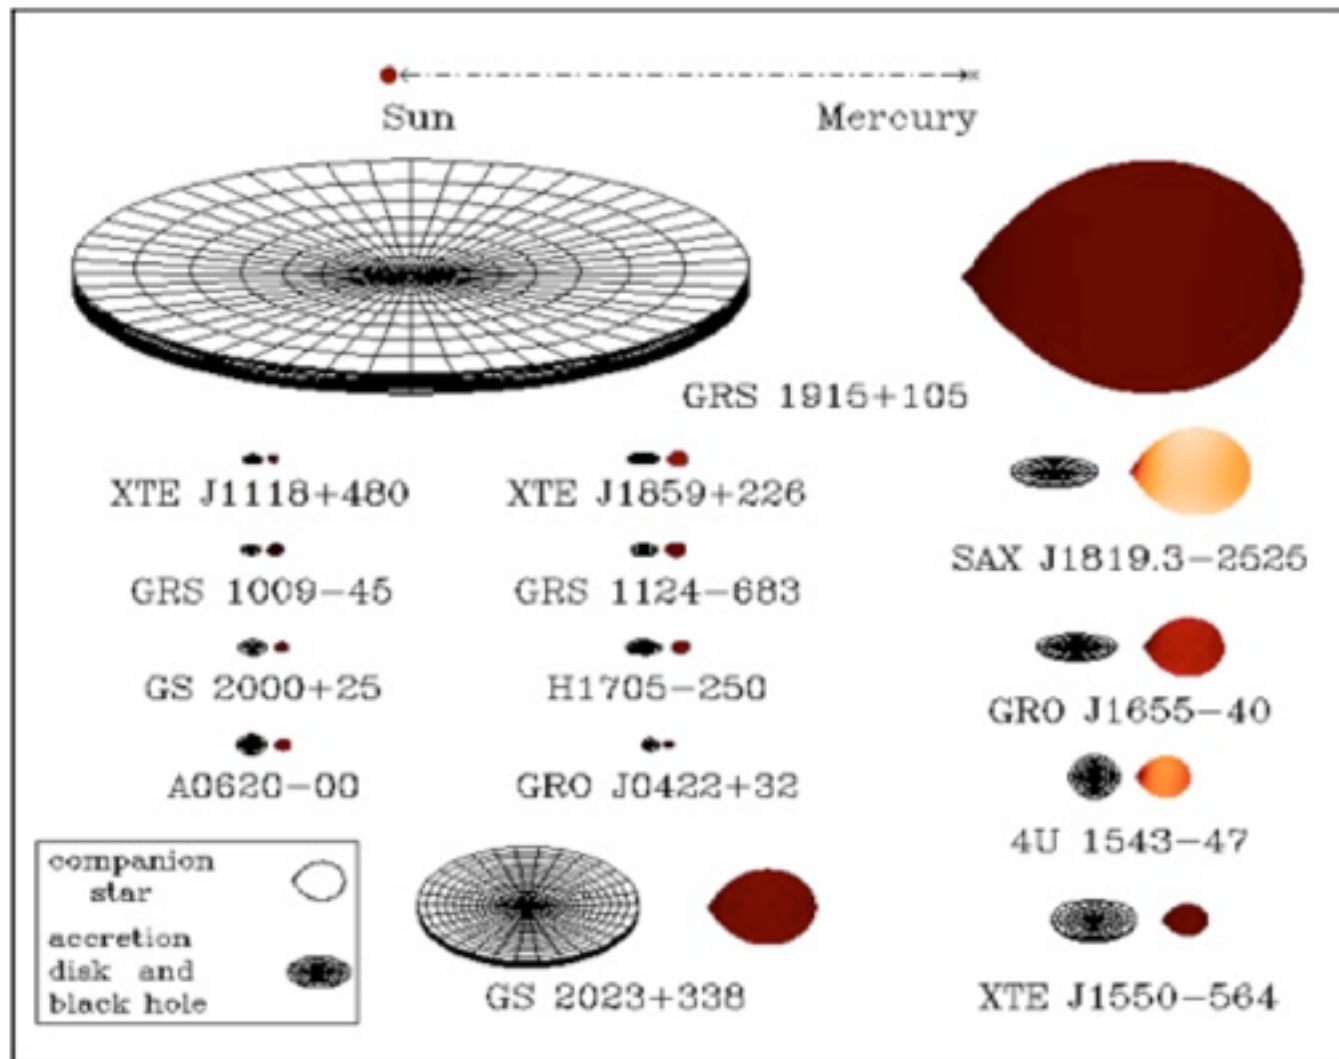 Sun
Mercury
GRS 1915+105
XTE J1118+480
XTE J1859+226
SAX J1819.3-2525
GRS 1009-45
GRS 1124-683
GS 2000+25
H1705-250
GRO J1655-40
A0620-00
GRO J0422+32
4U 1543-47
companion
star
accretion
disk and
black hole
GS 2023+338
XTE J1550-564